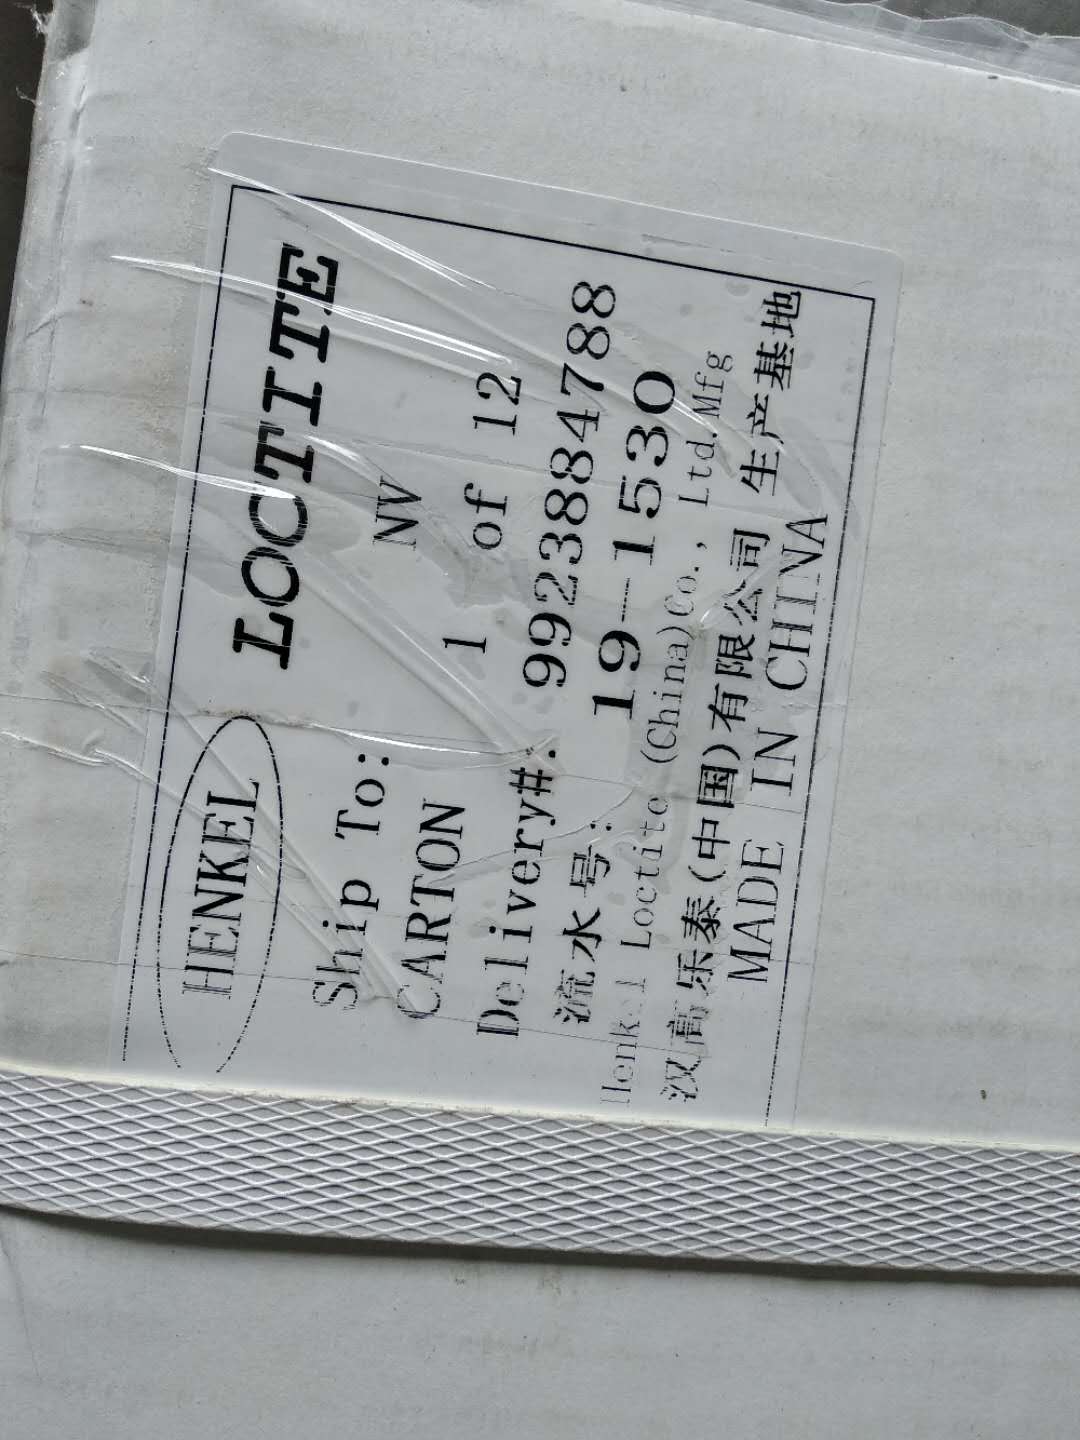 HENKEL LOCTITE
Ship To: NV
CARTON 1 of 12
Delivery#: 9923884788
流水号: 19-1530
Henkel Loctite (China)Co., Ltd.Mfg
汉高乐泰(中国)有限公司 生产基地
MADE IN CHINA